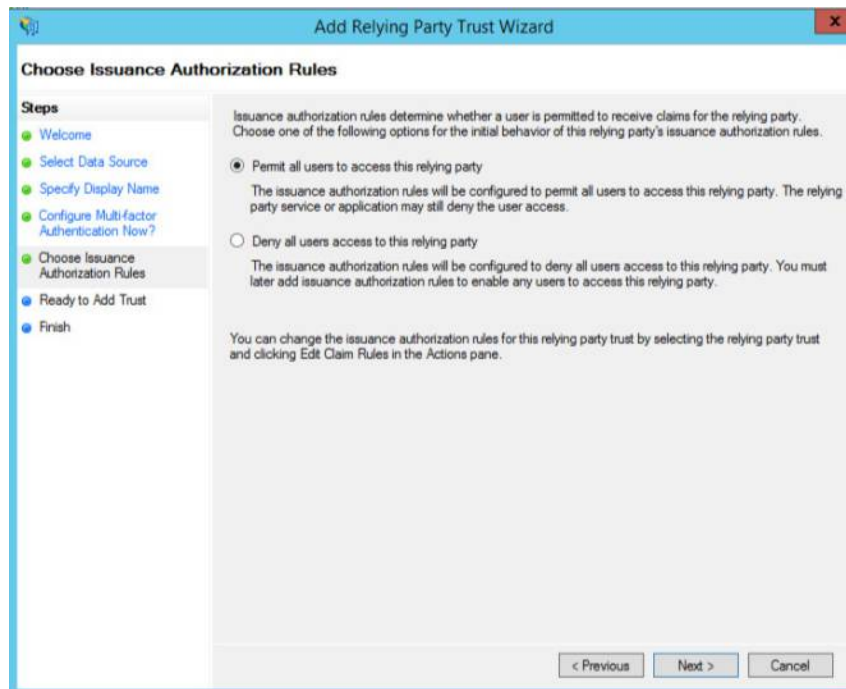 Add Relying Party Trust Wizard
x
Choose Issuance Authorization Rules
Steps
Welcome
Select Data Source
Specify Display Name
Configure Multi-factor
Authentication Now?
Choose Issuance
Authorization Rules
Ready to Add Trust
Finish
Issuance authorization rules determine whether a user is permitted to receive claims for the relying party.
Choose one of the following options for the initial behavior of this relying party's issuance authorization rules.
Permit all users to access this relying party
The issuance authorization rules will be configured to permit all users to access this relying party. The relying
party service or application may still deny the user access.
Deny all users access to this relying party
The issuance authorization rules will be configured to deny all users access to this relying party. You must
later add issuance authorization rules to enable any users to access this relying party.
You can change the issuance authorization rules for this relying party trust by selecting the relying party trust
and clicking Edit Claim Rules in the Actions pane.
< Previous
Next >
Cancel